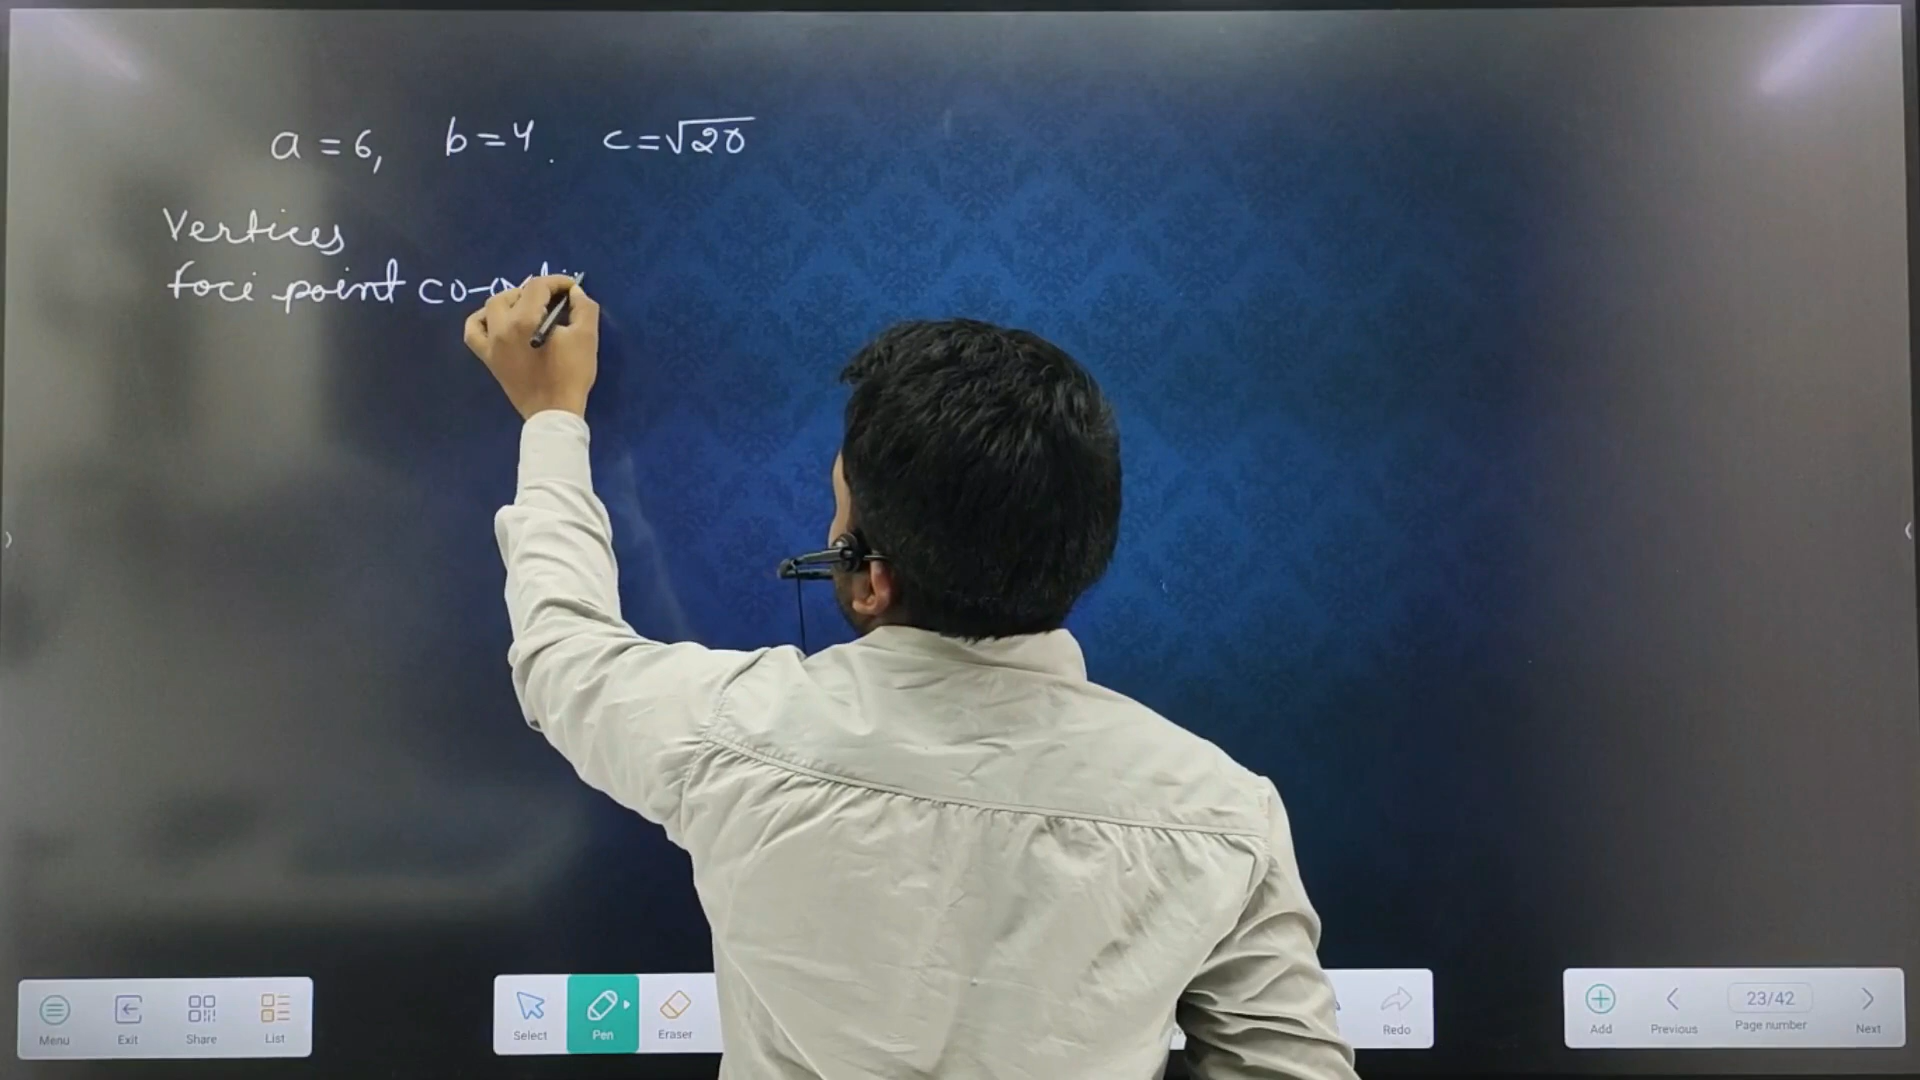 a = 6, b = 4. c = √20
Vertices
foci point co-
Menu Exit Share List
Select Pen Eraser Redo
Add Previous 23/42 Page number Next